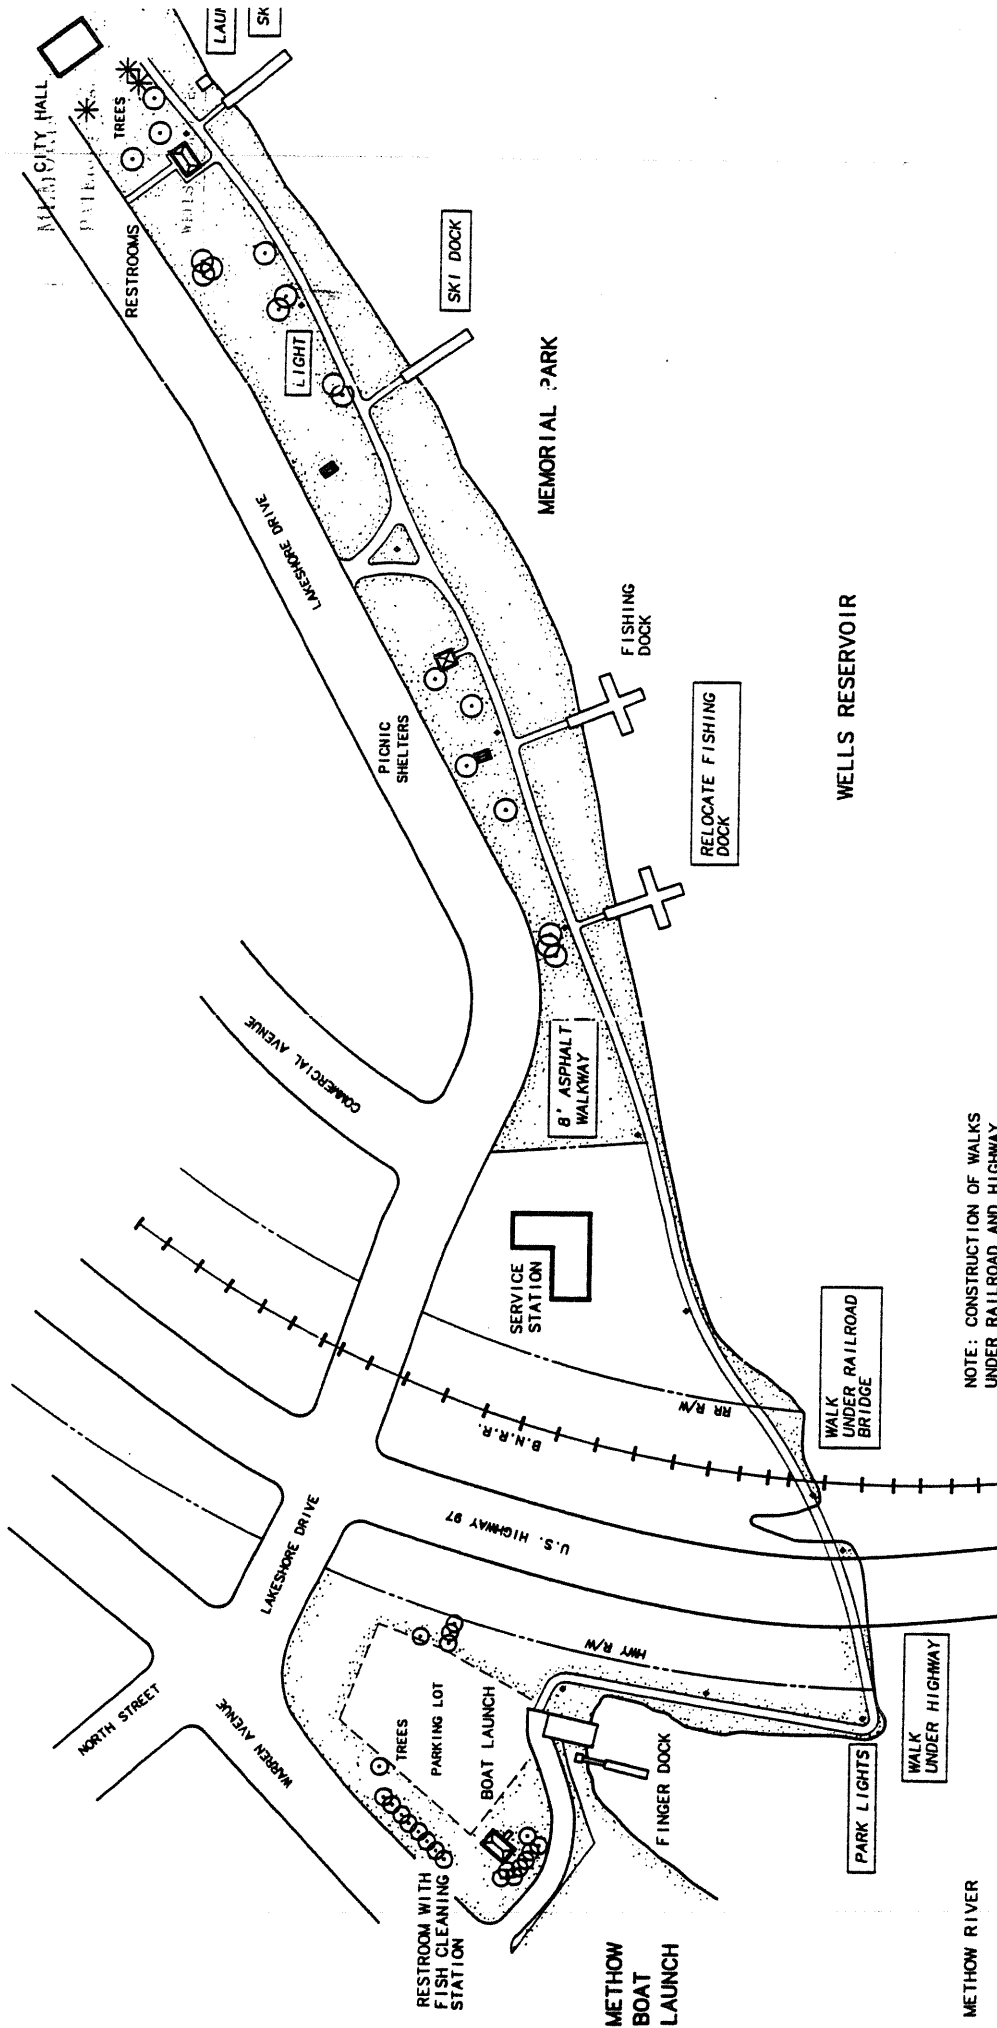 CITY HALL
TREES
RESTROOMS
LIGHT
SKI DOCK
MEMORIAL PARK
LAKESHORE DRIVE
FISHING
DOCK
PICNIC
SHELTERS
RELOCATE FISHING
DOCK
WELLS RESERVOIR
COMMERCIAL AVENUE
8' ASPHALT
WALKWAY
SERVICE
STATION
RR R/W
B.N.R.R.
WALK
UNDER RAILROAD
BRIDGE
NOTE: CONSTRUCTION OF WALKS
UNDER RAILROAD AND HIGHWAY
U.S. HIGHWAY 97
LAKESHORE DRIVE
HWY R/W
WALK
UNDER HIGHWAY
NORTH STREET
WARREN AVENUE
TREES
PARKING LOT
BOAT LAUNCH
FINGER DOCK
PARK LIGHTS
RESTROOM WITH
FISH CLEANING
STATION
METHOW
BOAT
LAUNCH
METHOW RIVER